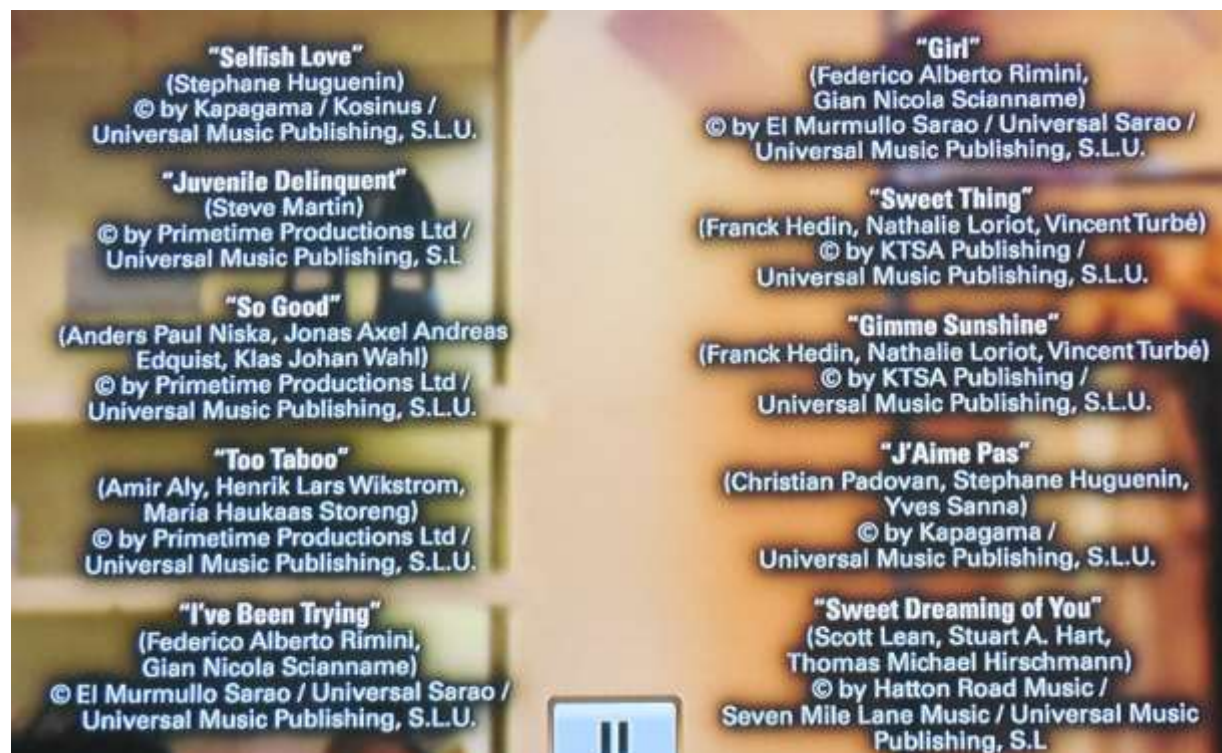 "Selfish Love"
(Stephane Huguenin)
© by Kapagama / Kosinus /
Universal Music Publishing, S.L.U.
"Juvenile Delinquent"
(Steve Martin)
© by Primetime Productions Ltd /
Universal Music Publishing, S.L
"So Good"
(Anders Paul Niska, Jonas Axel Andreas
Edquist, Klas Johan Wahl)
© by Primetime Productions Ltd /
Universal Music Publishing, S.L.U.
"Too Taboo"
(Amir Aly, Henrik Lars Wikstrom,
Maria Haukaas Storeng)
© by Primetime Productions Ltd /
Universal Music Publishing, S.L.U.
"I've Been Trying"
(Federico Alberto Rimini,
Gian Nicola Scianname)
© El Murmullo Sarao / Universal Sarao /
Universal Music Publishing, S.L.U.
"Girl"
(Federico Alberto Rimini,
Gian Nicola Scianname)
© by El Murmullo Sarao / Universal Sarao /
Universal Music Publishing, S.L.U.
"Sweet Thing"
(Franck Hedin, Nathalie Loriot, Vincent Turbé)
© by KTSA Publishing /
Universal Music Publishing, S.L.U.
"Gimme Sunshine"
(Franck Hedin, Nathalie Loriot, Vincent Turbé)
© by KTSA Publishing /
Universal Music Publishing, S.L.U.
"J'Aime Pas"
(Christian Padovan, Stephane Huguenin,
Yves Sanna)
© by Kapagama /
Universal Music Publishing, S.L.U.
"Sweet Dreaming of You"
(Scott Lean, Stuart A. Hart,
Thomas Michael Hirschmann)
© by Hatton Road Music /
Seven Mile Lane Music / Universal Music
Publishing, S.L